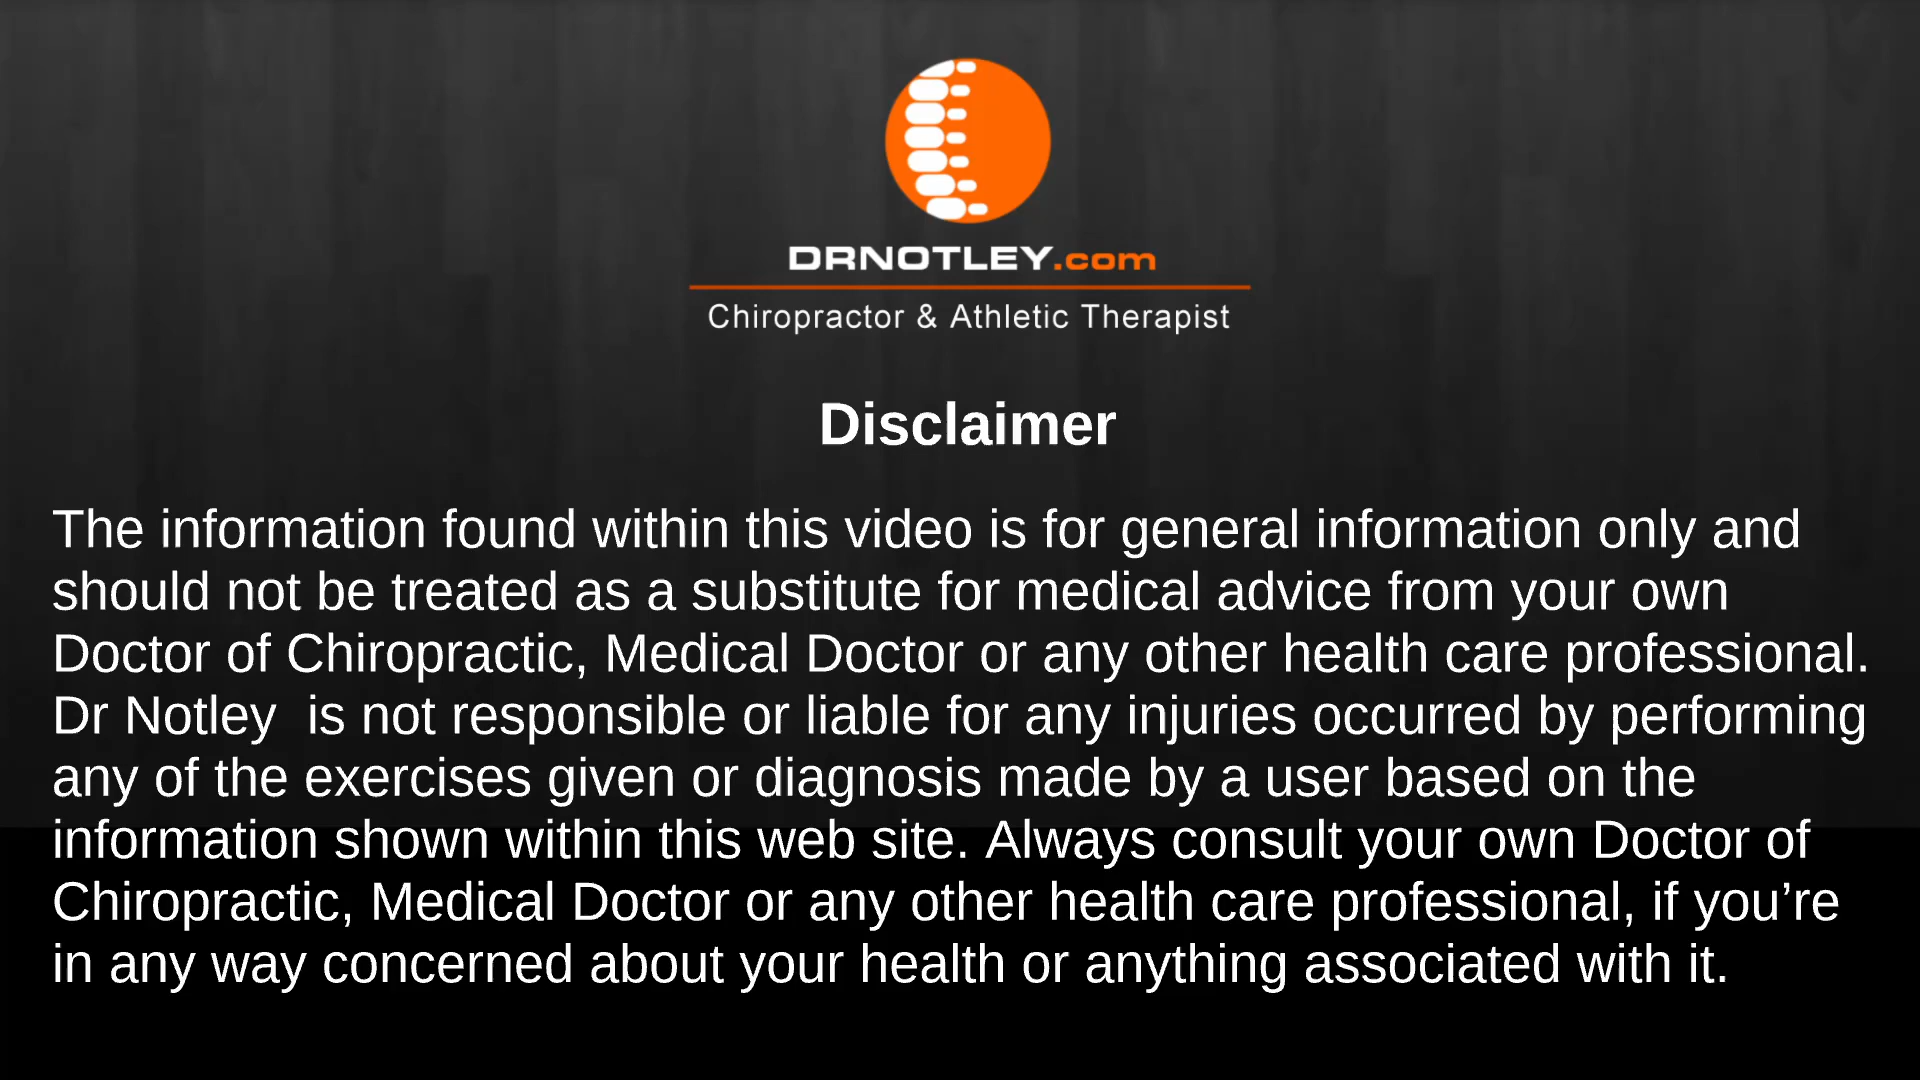 DRNOTLEY.com
Chiropractor & Athletic Therapist
Disclaimer
The information found within this video is for general information only and
should not be treated as a substitute for medical advice from your own
Doctor of Chiropractic, Medical Doctor or any other health care professional.
Dr Notley  is not responsible or liable for any injuries occurred by performing
any of the exercises given or diagnosis made by a user based on the
information shown within this web site. Always consult your own Doctor of
Chiropractic, Medical Doctor or any other health care professional, if you’re
in any way concerned about your health or anything associated with it.